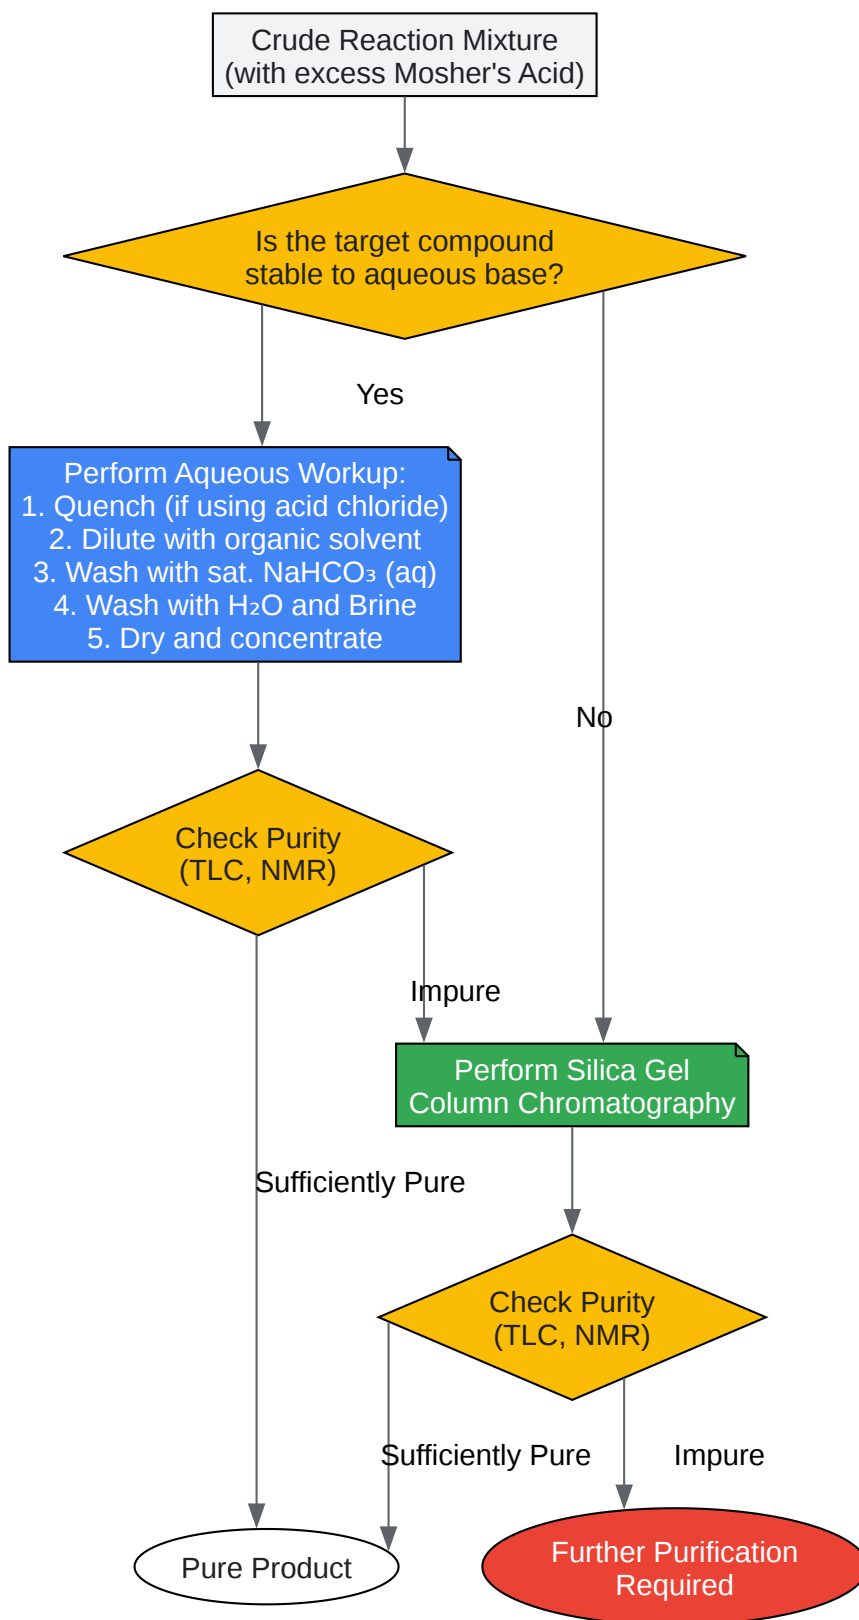 Crude Reaction Mixture
(with excess Mosher's Acid)
Is the target compound
stable to aqueous base?
Yes
Perform Aqueous Workup:
1. Quench (if using acid chloride)
2. Dilute with organic solvent
3. Wash with sat. NaHCO₃ (aq)
4. Wash with H₂O and Brine
5. Dry and concentrate
No
Check Purity
(TLC, NMR)
Impure
Perform Silica Gel
Column Chromatography
Sufficiently Pure
Check Purity
(TLC, NMR)
Sufficiently Pure
Impure
Pure Product
Further Purification
Required